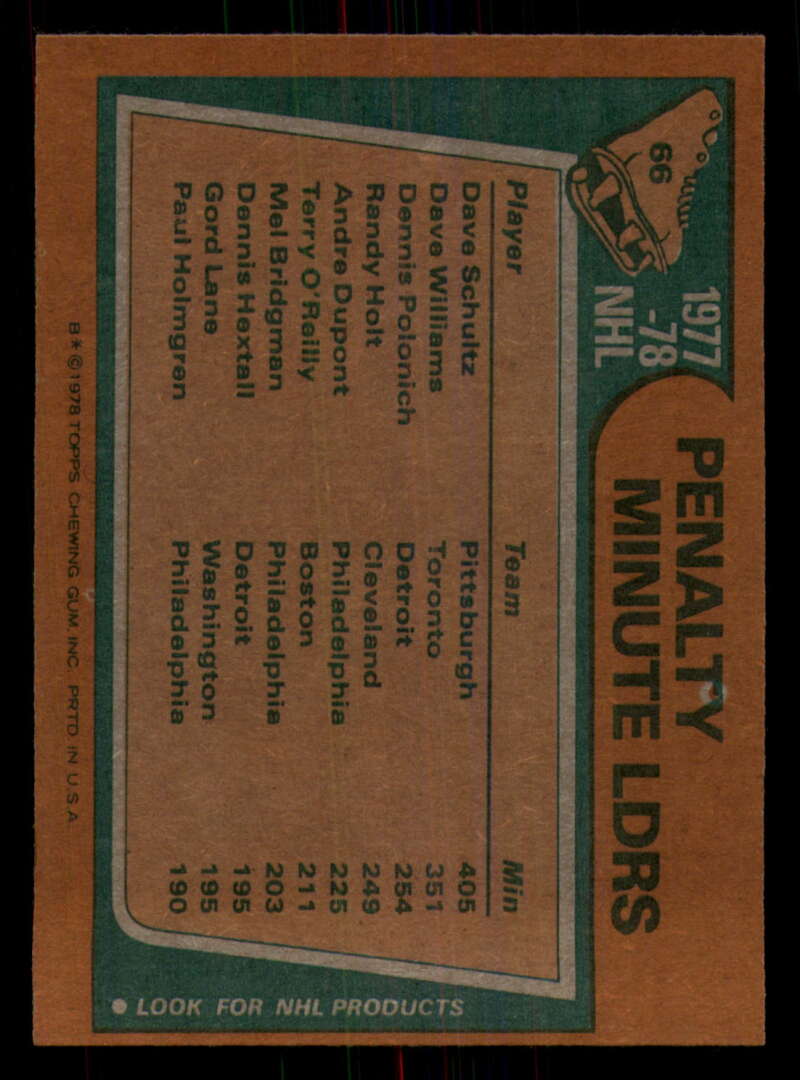 66
1977
-78
NHL
PENALTY
MINUTE LDRS
Player Team Min
Dave Schultz Pittsburgh 405
Dave Williams Toronto 351
Dennis Polonich Detroit 254
Randy Holt Cleveland 249
Andre Dupont Philadelphia 225
Terry O'Reilly Boston 211
Mel Bridgman Philadelphia 203
Dennis Hextall Detroit 195
Gord Lane Washington 195
Paul Holmgren Philadelphia 190
● LOOK FOR NHL PRODUCTS
B * © 1978 TOPPS CHEWING GUM, INC. PRTD. IN U.S.A.